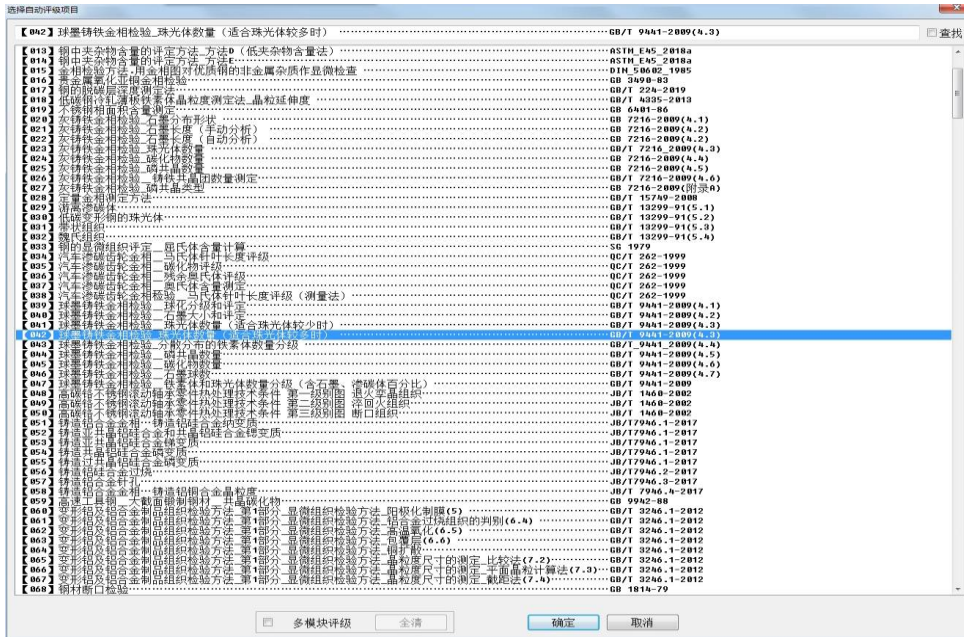 选择自动评级项目
【042】球墨铸铁金相检验_珠光体数量（适合珠光体较多时） ························GB/T 9441-2009(4.3)
查找
【013】钢中夹杂物含量的评定方法_方法D（低夹杂物含量法）························ASTM_E45_2018a
【014】钢中夹杂物含量的评定方法_方法E························ASTM_E45_2018a
【015】金相检验方法.用金相图对优质钢的非金属杂质作显微检查 ························DIN_50602_1985
【016】贵金属氧化亚铜金相检验························GB 3490-83
【017】钢的脱碳层深度测定法························GB/T 224-2019
【018】低碳钢冷轧薄板铁素体晶粒度测定法_晶粒延伸度 ························GB/T 4335-2013
【019】不锈钢相面积含量测定························GB 6401-86
【020】灰铸铁金相检验_石墨分布形状 ························GB 7216-2009(4.1)
【021】灰铸铁金相检验_石墨长度（手动分析） ························GB 7216-2009(4.2)
【022】灰铸铁金相检验_石墨长度（自动分析） ························GB 7216-2009(4.2)
【023】灰铸铁金相检验_珠光体数量························GB/T 7216_2009(4.3)
【024】灰铸铁金相检验_碳化物数量 ························GB 7216-2009(4.4)
【025】灰铸铁金相检验_磷共晶数量························GB 7216-2009(4.5)
【026】灰铸铁金相检验__铸铁共晶团数量测定························GB/T 7216-2009(4.6)
【027】灰铸铁金相检验_磷共晶类型························GB 7216-2009(附录A)
【028】定量金相测定方法························GB/T 15749-2008
【029】游离渗碳体························GB/T 13299-91(5.1)
【030】低碳变形钢的珠光体························GB/T 13299-91(5.2)
【031】带状组织························GB/T 13299-91(5.3)
【032】魏氏组织························GB/T 13299-91(5.4)
【033】钢的显微组织评定__屈氏体含量计算························SG 1979
【034】汽车渗碳齿轮金相__马氏体针叶长度评级························QC/T 262-1999
【035】汽车渗碳齿轮金相__碳化物评级························QC/T 262-1999
【036】汽车渗碳齿轮金相__残余奥氏体评级························QC/T 262-1999
【037】汽车渗碳齿轮金相__奥氏体含量测定························QC/T 262-1999
【038】汽车渗碳齿轮金相检验__马氏体针叶长度评级（测量法）························QC/T 262-1999
【039】球墨铸铁金相检验__球化分级和评定························GB/T 9441-2009(4.1)
【040】球墨铸铁金相检验__石墨大小和评定························GB/T 9441-2009(4.2)
【041】球墨铸铁金相检验__珠光体数量（适合珠光体较少时）························GB/T 9441-2009(4.3)
【042】球墨铸铁金相检验_珠光体数量（适合珠光体较多时） ························GB/T 9441-2009(4.3)
【043】球墨铸铁金相检验_分散分布的铁素体数量分级························GB/T_9441_2009(4.4)
【044】球墨铸铁金相检验__磷共晶数量························GB/T 9441-2009(4.5)
【045】球墨铸铁金相检验__碳化物数量························GB/T 9441-2009(4.6)
【046】球墨铸铁金相检验__石墨球数························GB/T 9441-2009(4.7)
【047】球墨铸铁金相检验__铁素体和珠光体数量分级（含石墨、渗碳体百分比）························GB/T 9441-2009
【048】高碳铬不锈钢滚动轴承零件热处理技术条件 第一级别图 退火孪晶组织························JB/T 1460-2002
【049】高碳铬不锈钢滚动轴承零件热处理技术条件 第二级别图 淬回火组织························JB/T 1460-2002
【050】高碳铬不锈钢滚动轴承零件热处理技术条件 第三级别图 断口组织························JB/T 1460-2002
【051】铸造铝合金金相···铸造铝硅合金钠变质························JB/T7946.1-2017
【052】铸造亚共晶铝硅合金和共晶铝硅合金锶变质························JB/T7946.1-2017
【053】铸造亚共晶铝硅合金锑变质························JB/T7946.1-2017
【054】铸造共晶铝硅合金磷变质························JB/T7946.1-2017
【055】铸造过共晶铝硅合金磷变质························JB/T7946.1-2017
【056】铸造铝硅合金过烧························JB/T7946.2-2017
【057】铸造铝合金针孔························JB/T7946.3-2017
【058】铸造铝合金金相···铸造铝铜合金晶粒度························JB/T 7946.4-2017
【059】高速工具钢__大截面锻制钢材__共晶碳化物························GB 9942-88
【060】变形铝及铝合金制品组织检验方法_第1部分_显微组织检验方法_阳极化制膜(5) ························GB/T 3246.1-2012
【061】变形铝及铝合金制品组织检验方法_第1部分_显微组织检验方法_铝合金过烧组织的判别(6.4)························GB/T 3246.1-2012
【062】变形铝及铝合金制品组织检验方法_第1部分_显微组织检验方法_高温氧化(6.5) ························GB/T 3246.1-2012
【063】变形铝及铝合金制品组织检验方法_第1部分_显微组织检验方法_包覆层(6.6) ························GB/T 3246.1-2012
【064】变形铝及铝合金制品组织检验方法_第1部分_显微组织检验方法_铜扩散························GB/T 3246.1-2012
【065】变形铝及铝合金制品组织检验方法_第1部分_显微组织检验方法_晶粒度尺寸的测定_比较法(7.2)························GB/T 3246.1-2012
【066】变形铝及铝合金制品组织检验方法_第1部分_显微组织检验方法_晶粒度尺寸的测定_平面晶粒计算法(7.3)···GB/T 3246.1-2012
【067】变形铝及铝合金制品组织检验方法_第1部分_显微组织检验方法_晶粒度尺寸的测定_截距法(7.4)························GB/T 3246.1-2012
【068】钢材断口检验························GB 1814-79
多模块评级 全清 确定 取消